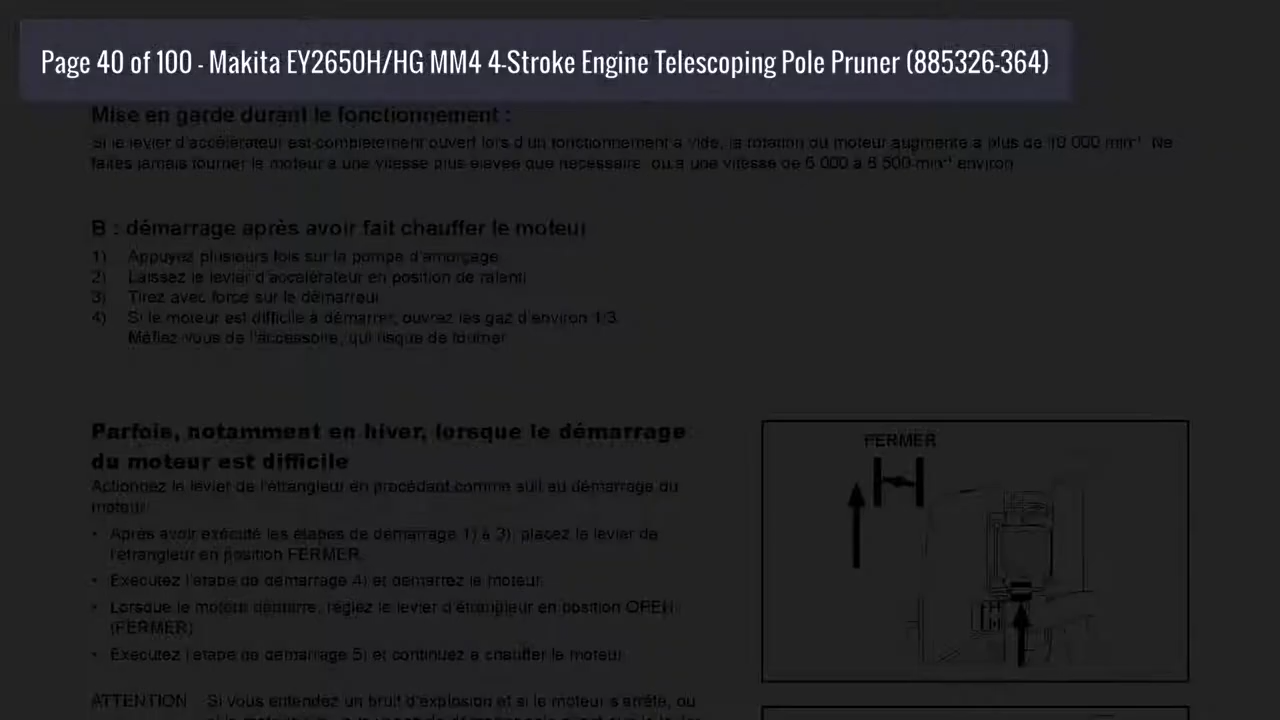 Page 40 of 100 - Makita EY2650H/HG MM4 4-Stroke Engine Telescoping Pole Pruner (885326-364)
Mise en garde durant le fonctionnement :
Si le levier d'accélérateur est complètement ouvert lors d'un fonctionnement à vide, la rotation du moteur augmente à plus de 10 000 min⁻¹. Ne
faites jamais tourner le moteur à une vitesse plus élevée que nécessaire, ou à une vitesse de 6 000 à 8 500 min⁻¹ environ.
B : démarrage après avoir fait chauffer le moteur
1) Appuyez plusieurs fois sur la pompe d'amorçage.
2) Laissez le levier d'accélérateur en position de ralenti.
3) Tirez avec force sur le démarreur.
4) Si le moteur est difficile à démarrer, ouvrez les gaz d'environ 1/3.
Méfiez-vous de l'accessoire, qui risque de tourner.
Parfois, notamment en hiver, lorsque le démarrage
du moteur est difficile
FERMER
Actionnez le levier de l'étrangleur en procédant comme suit au démarrage du
moteur.
• Après avoir exécuté les étapes de démarrage 1) à 3), placez le levier de
l'étrangleur en position FERMER.
• Exécutez l'étape de démarrage 4) et démarrez le moteur.
• Lorsque le moteur démarre, réglez le levier d'étrangleur en position OPEN
(FERMER).
• Exécutez l'étape de démarrage 5) et continuez à chauffer le moteur.
ATTENTION Si vous entendez un bruit d'explosion et si le moteur s'arrête, ou